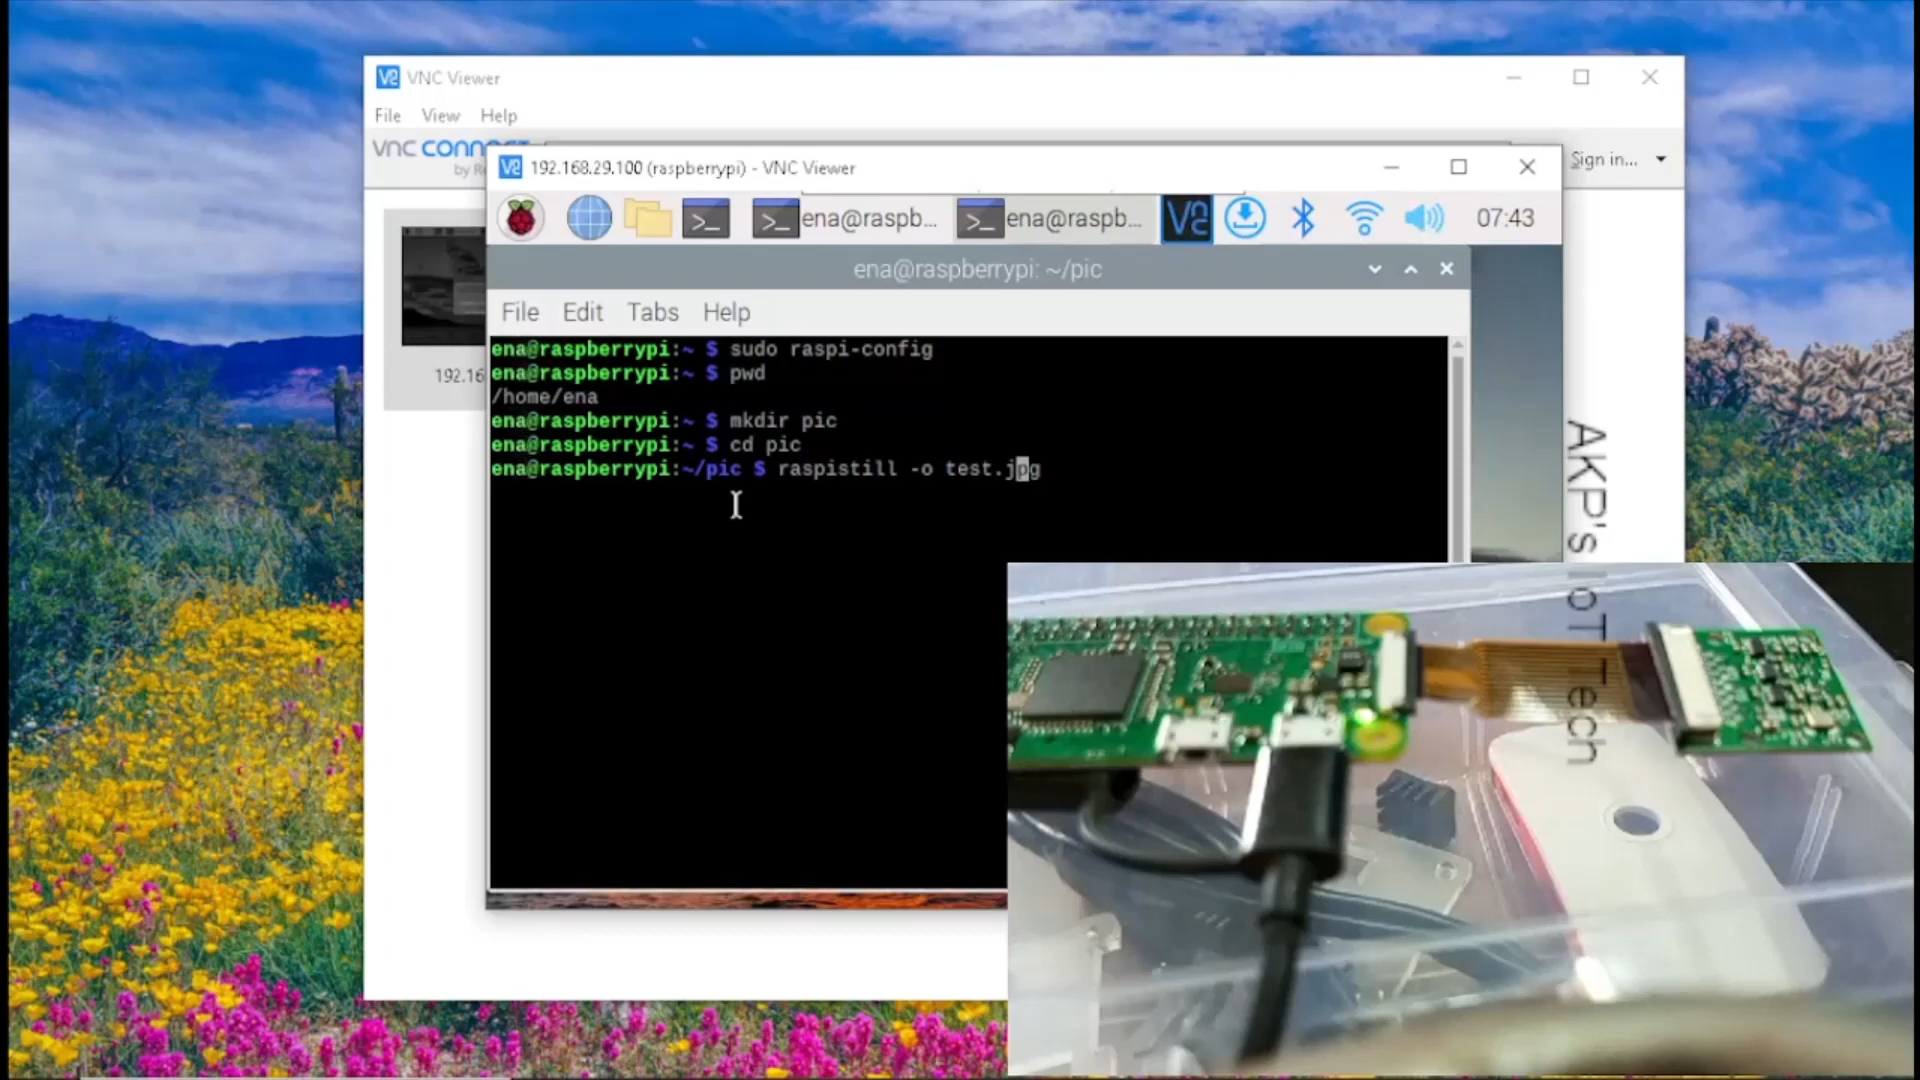 VNC Viewer
File View Help
vnc connect
Sign in...
192.168.29.100 (raspberrypi) - VNC Viewer
ena@raspb...
ena@raspb...
07:43
ena@raspberrypi: ~/pic
File Edit Tabs Help
ena@raspberrypi:~ $ sudo raspi-config
ena@raspberrypi:~ $ pwd
/home/ena
ena@raspberrypi:~ $ mkdir pic
ena@raspberrypi:~ $ cd pic
ena@raspberrypi:~/pic $ raspistill -o test.jpg
192.16
AKP's IoT Tech